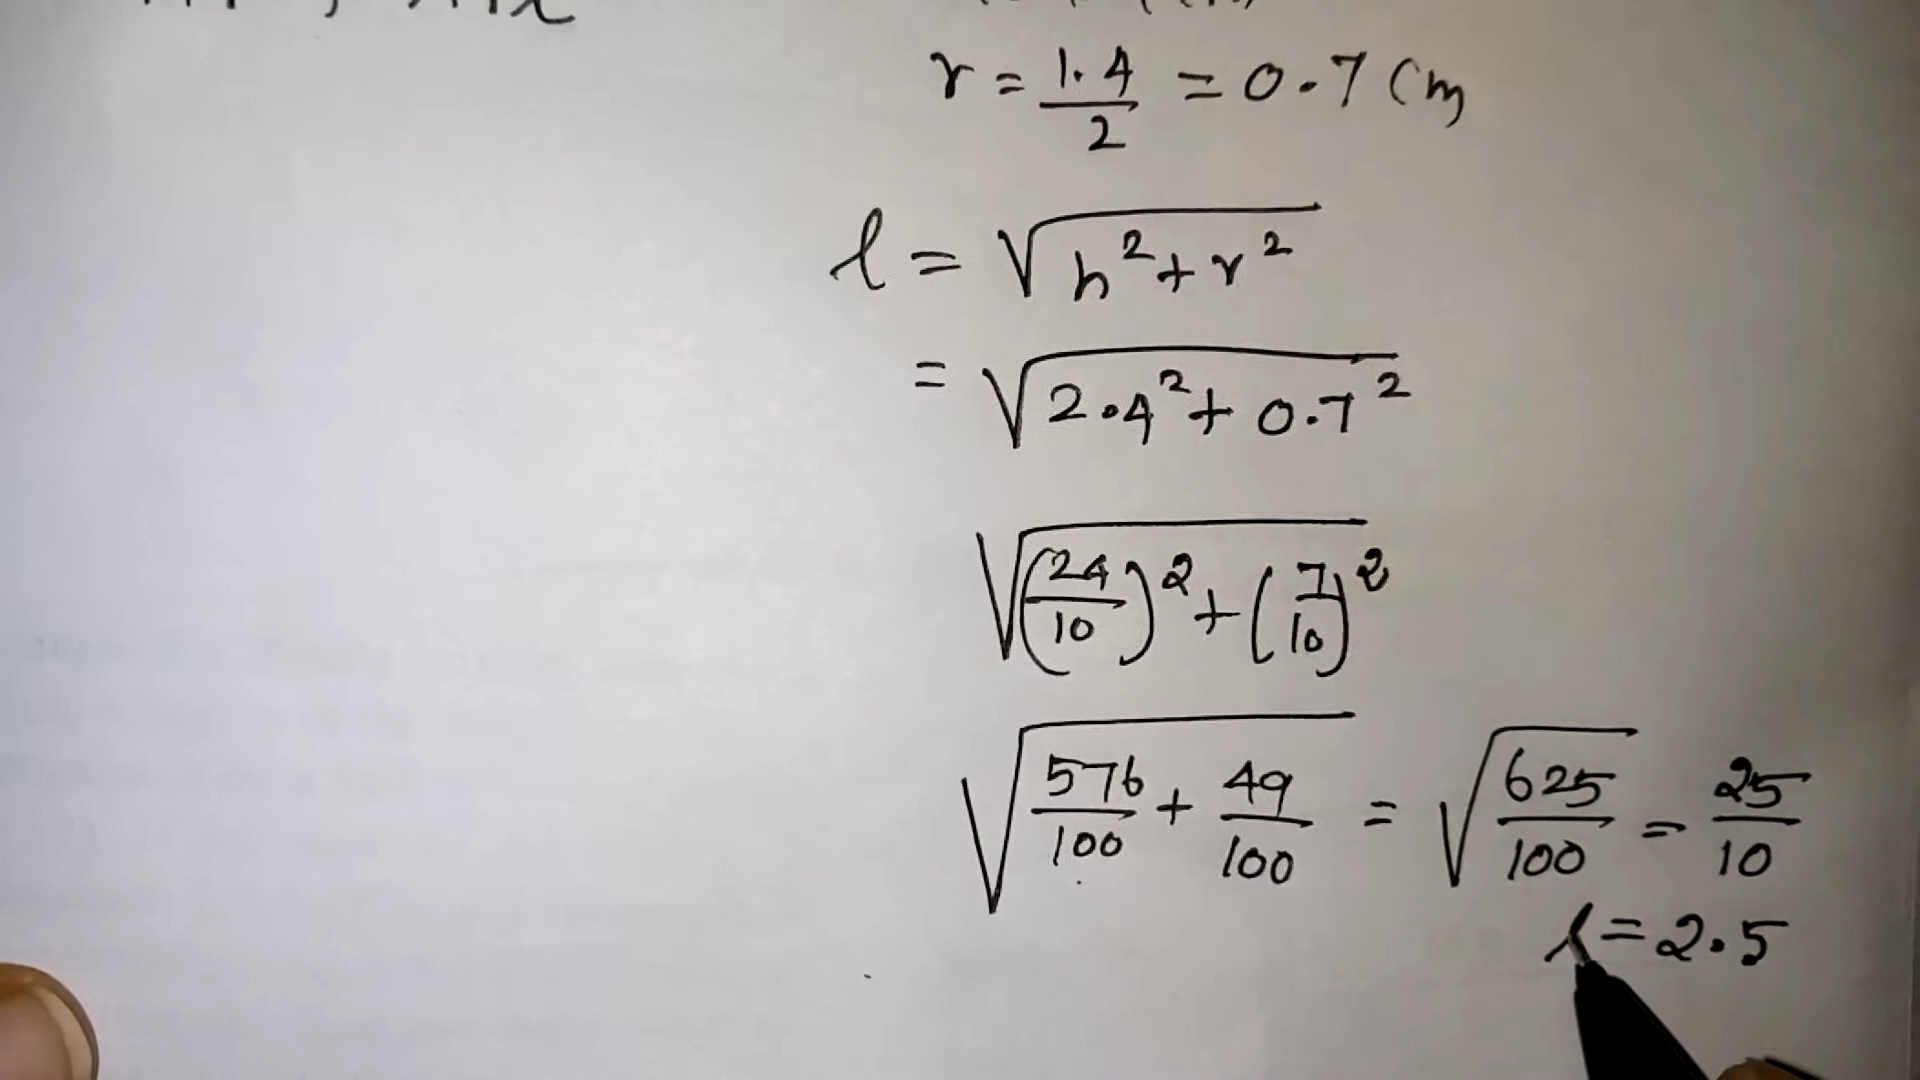 r = 1.4/2 = 0.7 cm
l = √(h² + r²)
= √(2.4² + 0.7²)
√((24/10)² + (7/10)²)
√(576/100 + 49/100) = √(625/100) = 25/10
l = 2.5